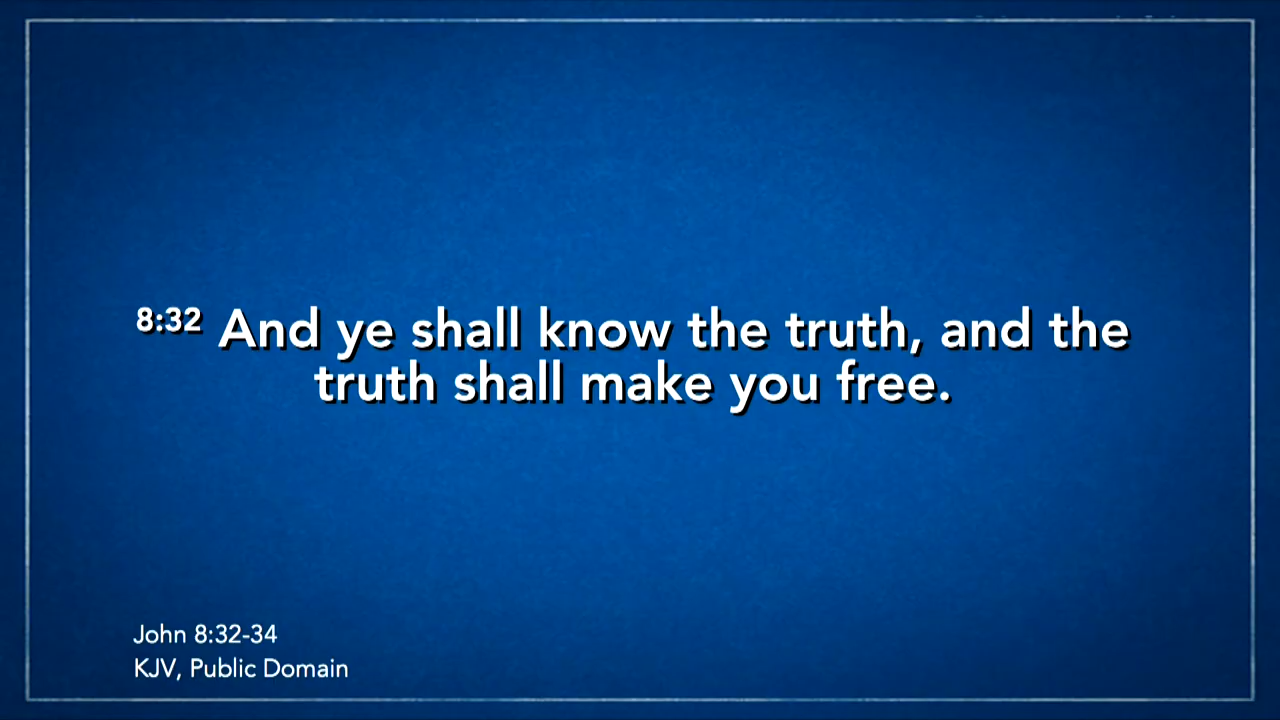 8:32 And ye shall know the truth, and the
truth shall make you free.
John 8:32-34
KJV, Public Domain